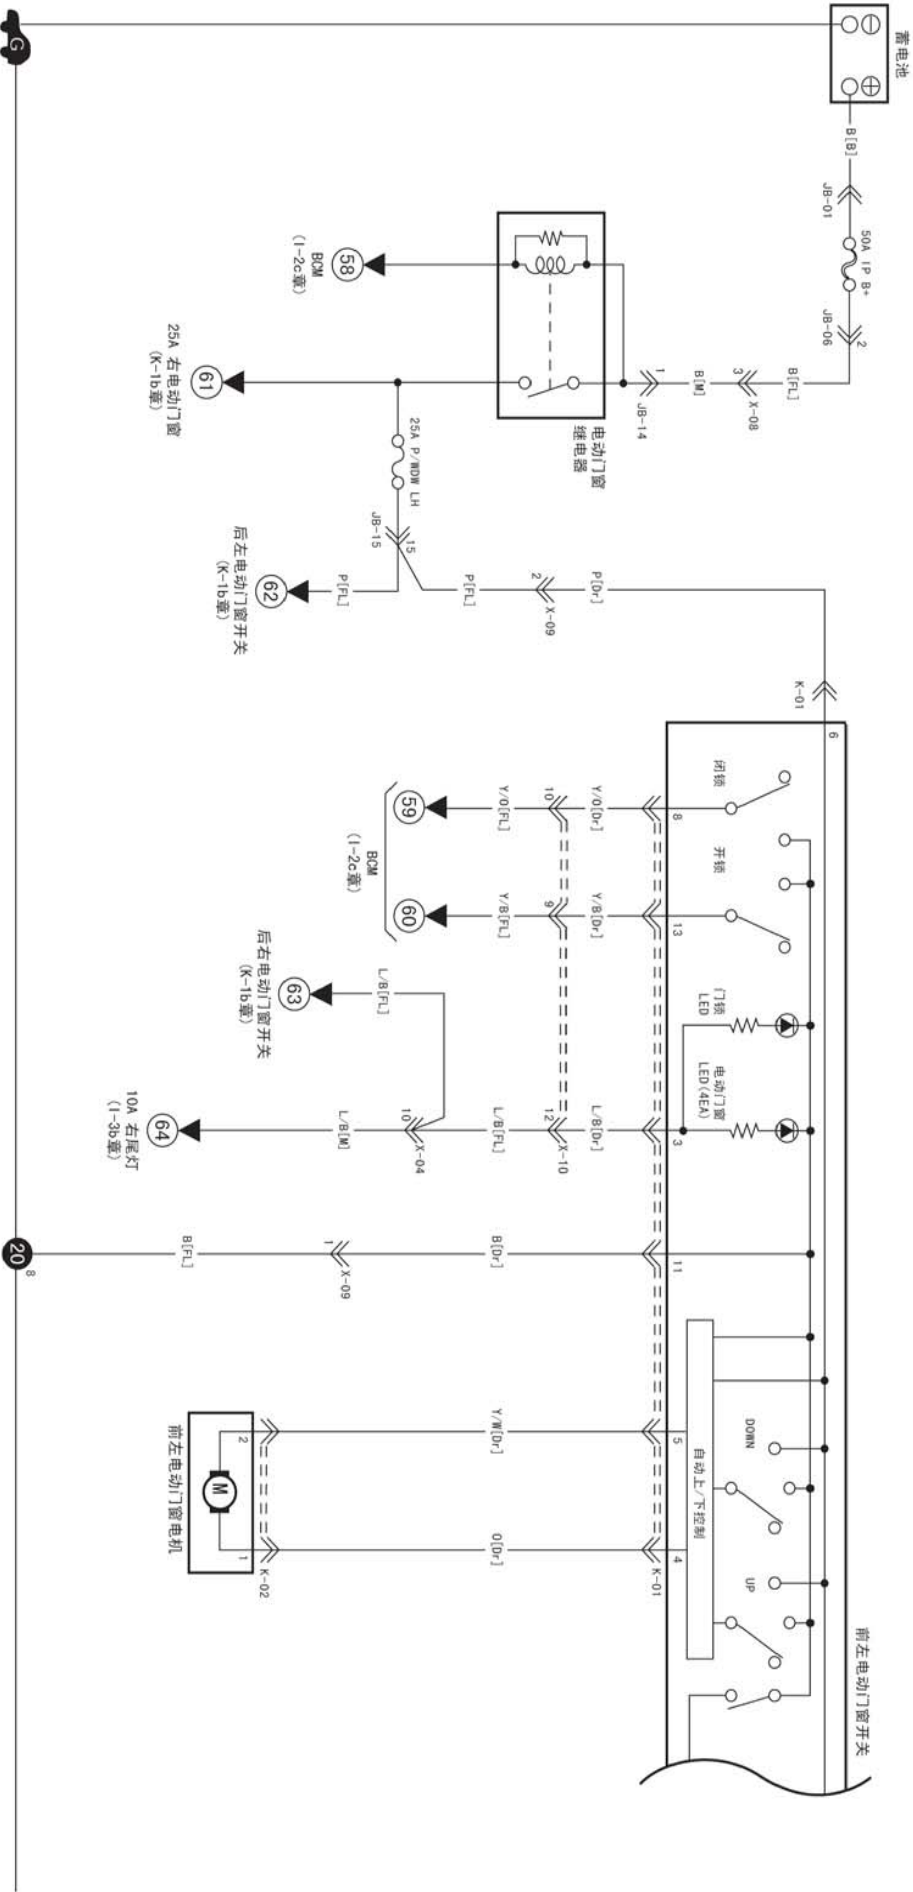 蓄电池
B[B]
JB-01
50A IP B+
JB-06
2
B[FL]
X-08
3
B[M]
1
JB-14
电动门窗
继电器
58
BCM
(I-2c章)
61
25A 右电动门窗
(K-1b章)
25A P/WDW LH
15
JB-15
P[FL]
62
后左电动门窗开关
(K-1b章)
P[FL]
2
X-09
P[Dr]
K-01
6
前左电动门窗开关
闭锁
开锁
门锁
LED
电动门窗
LED(4EA)
8
13
3
11
5
4
K-01
自动上/下控制
DOWN
UP
Y/O[Dr]
Y/B[Dr]
L/B[Dr]
B[Dr]
Y/W[Dr]
O[Dr]
10
9
12
X-10
Y/O[FL]
Y/B[FL]
L/B[FL]
59
60
BCM
(I-2c章)
L/B[FL]
63
后右电动门窗开关
(K-1b章)
10
X-04
L/B[M]
64
10A 右尾灯
(I-3b章)
1
X-09
B[FL]
2
1
K-02
M
前左电动门窗电机
G
20
8